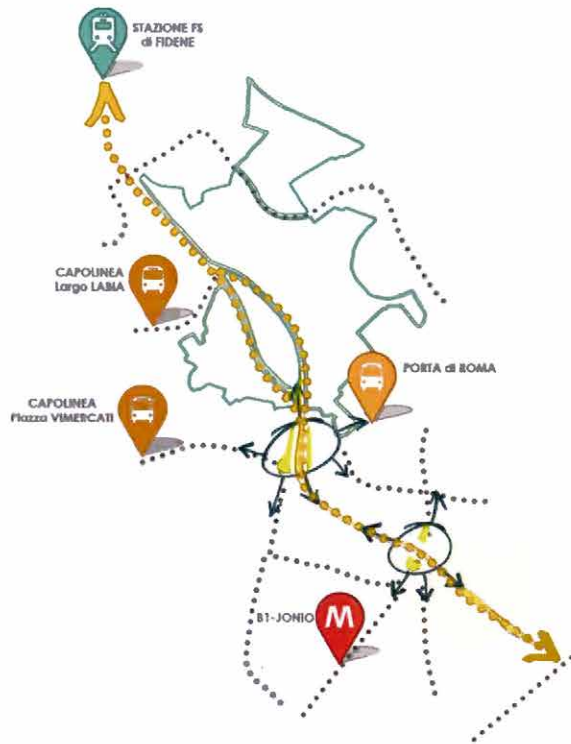 STAZIONE FS
di FIDENE
CAPOLINEA
Largo LABIA
PORTA di ROMA
CAPOLINEA
Piazza VIMERCATI
B1-JONIO
M